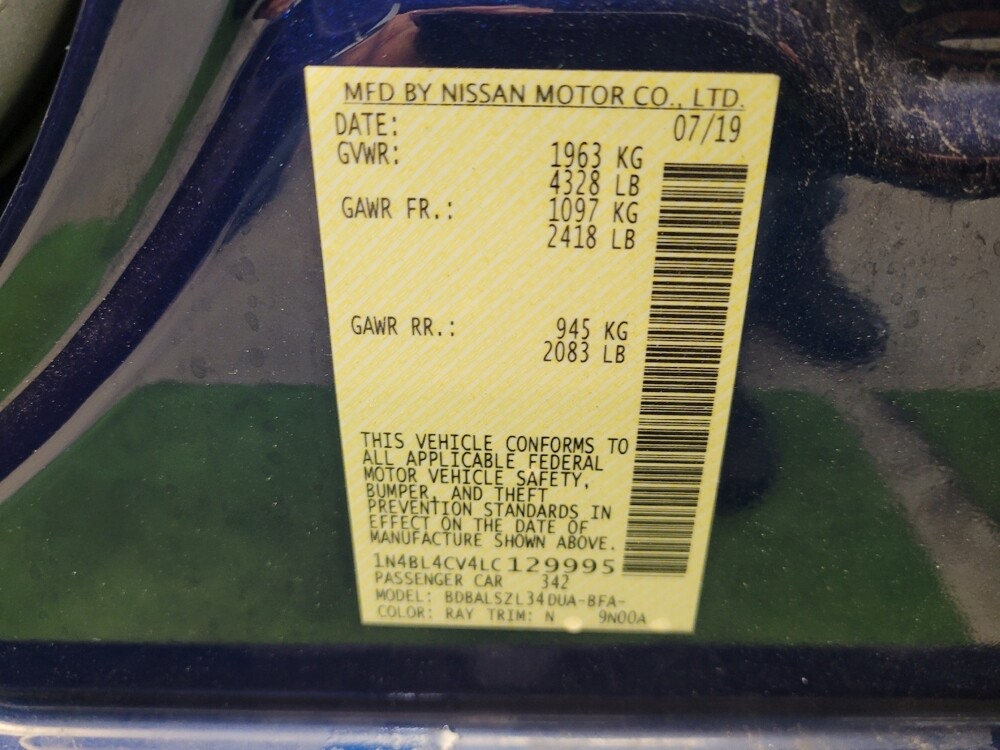 MFD BY NISSAN MOTOR CO., LTD.
DATE: 07/19
GVWR: 1963 KG
4328 LB
GAWR FR.: 1097 KG
2418 LB
GAWR RR.: 945 KG
2083 LB
THIS VEHICLE CONFORMS TO
ALL APPLICABLE FEDERAL
MOTOR VEHICLE SAFETY,
BUMPER, AND THEFT
PREVENTION STANDARDS IN
EFFECT ON THE DATE OF
MANUFACTURE SHOWN ABOVE.
1N4BL4CV4LC129995
PASSENGER CAR 342
MODEL: BDBALSZL34DUA-BFA-
COLOR: RAY TRIM: N 9N00A